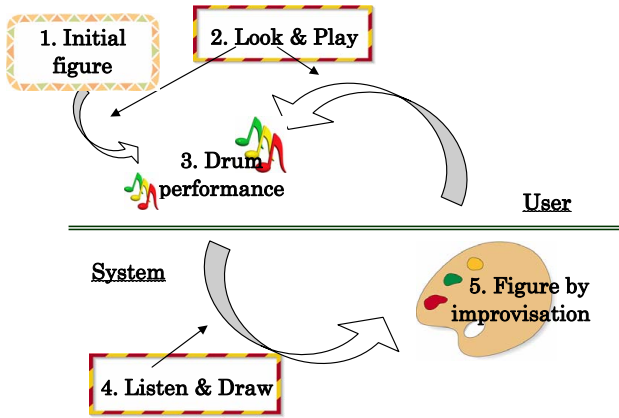 1. Initial
figure
2. Look & Play
3. Drum
performance
User
System
5. Figure by
improvisation
4. Listen & Draw